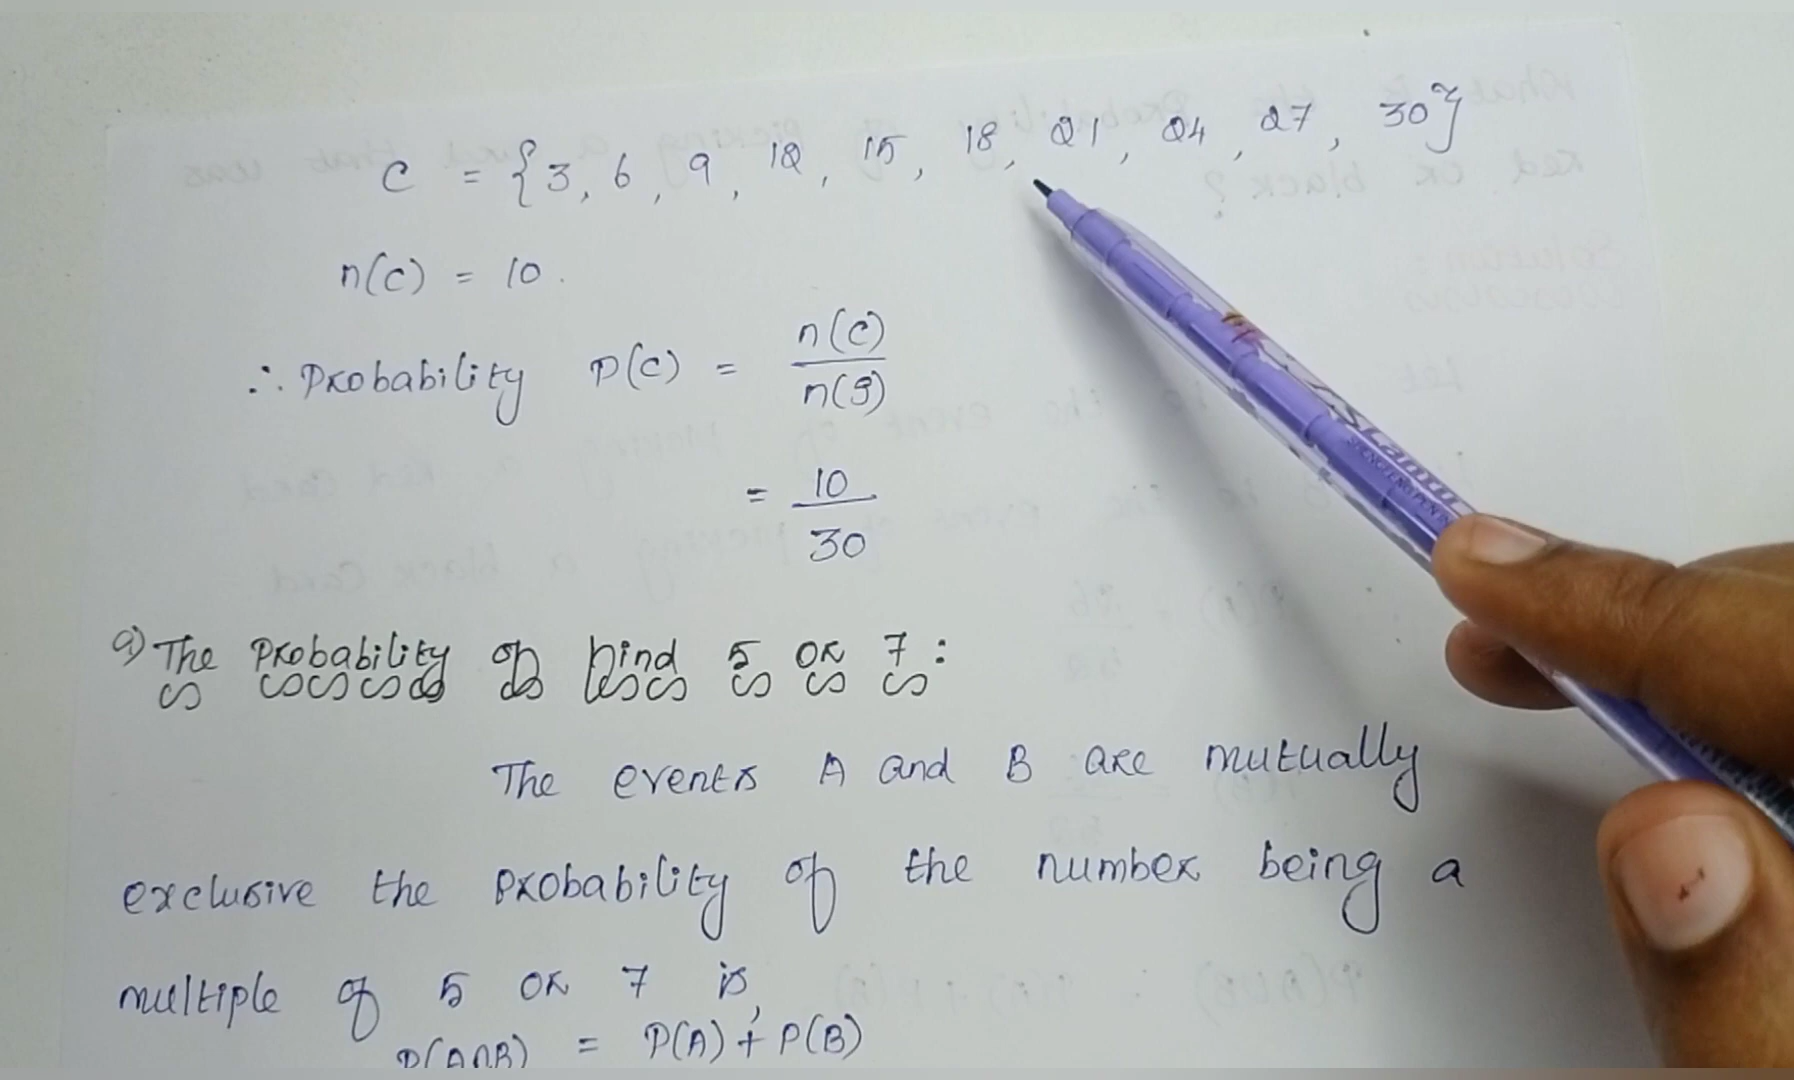 C = {3, 6, 9, 12, 15, 18, 21, 24, 27, 30}
n(C) = 10.
∴ Probability P(C) = n(C)/n(S)
= 10/30
a) The Probability of find 5 or 7:
The events A and B are mutually
exclusive the probability of the number being a
multiple of 5 or 7 is,
P(A∩B) = P(A) + P(B)